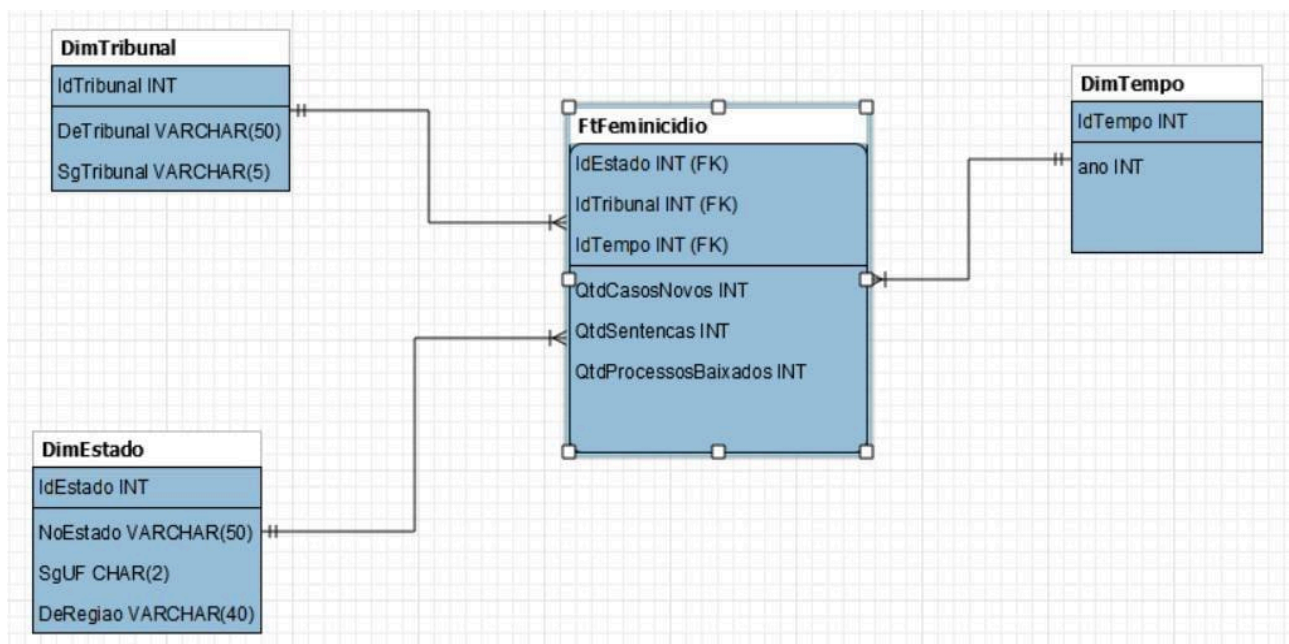 DimTribunal
IdTribunal INT
DeTribunal VARCHAR(50)
SgTribunal VARCHAR(5)
FtFeminicidio
IdEstado INT (FK)
IdTribunal INT (FK)
IdTempo INT (FK)
QtdCasosNovos INT
QtdSentencas INT
QtdProcessosBaixados INT
DimTempo
IdTempo INT
ano INT
DimEstado
IdEstado INT
NoEstado VARCHAR(50)
SgUF CHAR(2)
DeRegiao VARCHAR(40)